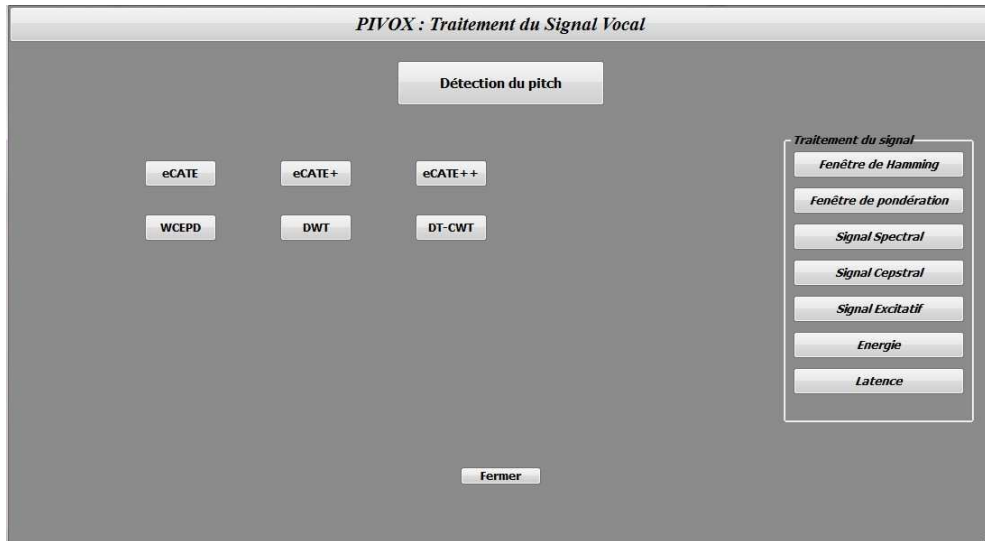 PIVOX : Traitement du Signal Vocal
Détection du pitch
eCATE eCATE+ eCATE++
WCEPD DWT DT-CWT
Traitement du signal
Fenêtre de Hamming
Fenêtre de pondération
Signal Spectral
Signal Cepstral
Signal Excitatif
Energie
Latence
Fermer